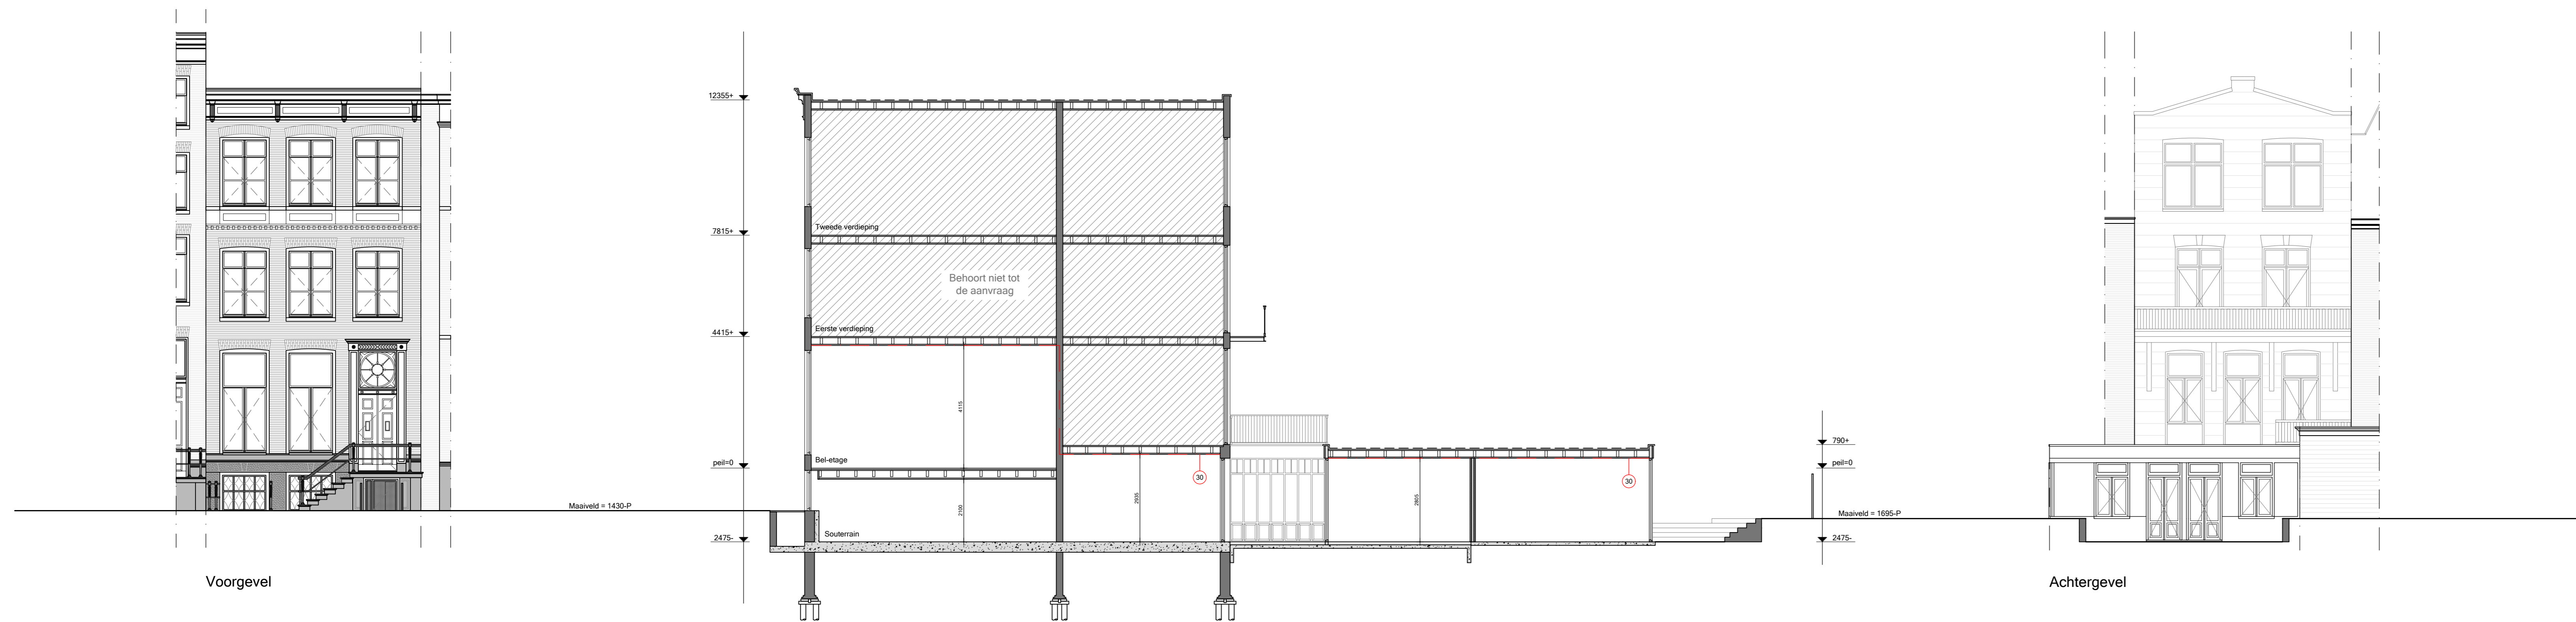 12355+
7815+
4415+
peil=0
2475-
Tweede verdieping
Behoort niet tot
de aanvraag
Eerste verdieping
4115
Bel-etage
2100
Souterrain
2935
30
2805
30
Maaiveld = 1430-P
790+
peil=0
Maaiveld = 1695-P
2475-
Voorgevel
Achtergevel